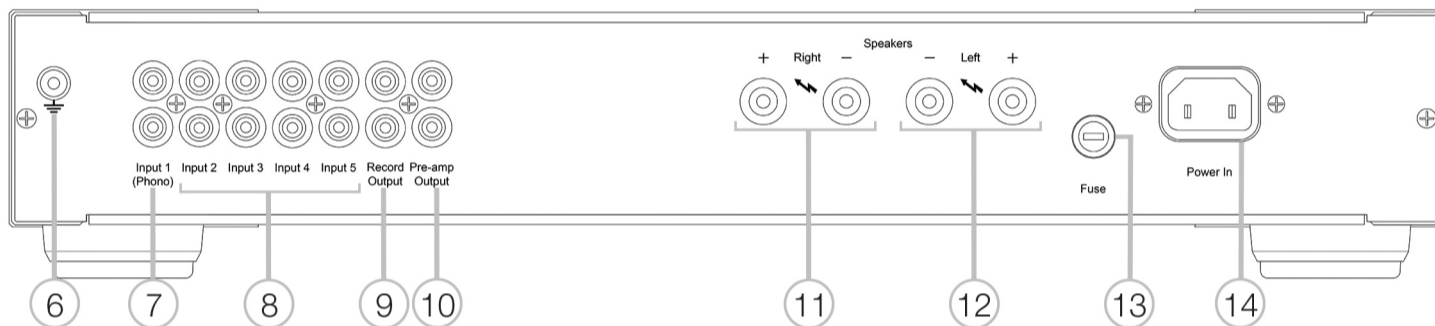 Speakers
+ Right − − Left +
Input 1 (Phono)
Input 2
Input 3
Input 4
Input 5
Record Output
Pre-amp Output
Fuse
Power In
6 7 8 9 10 11 12 13 14